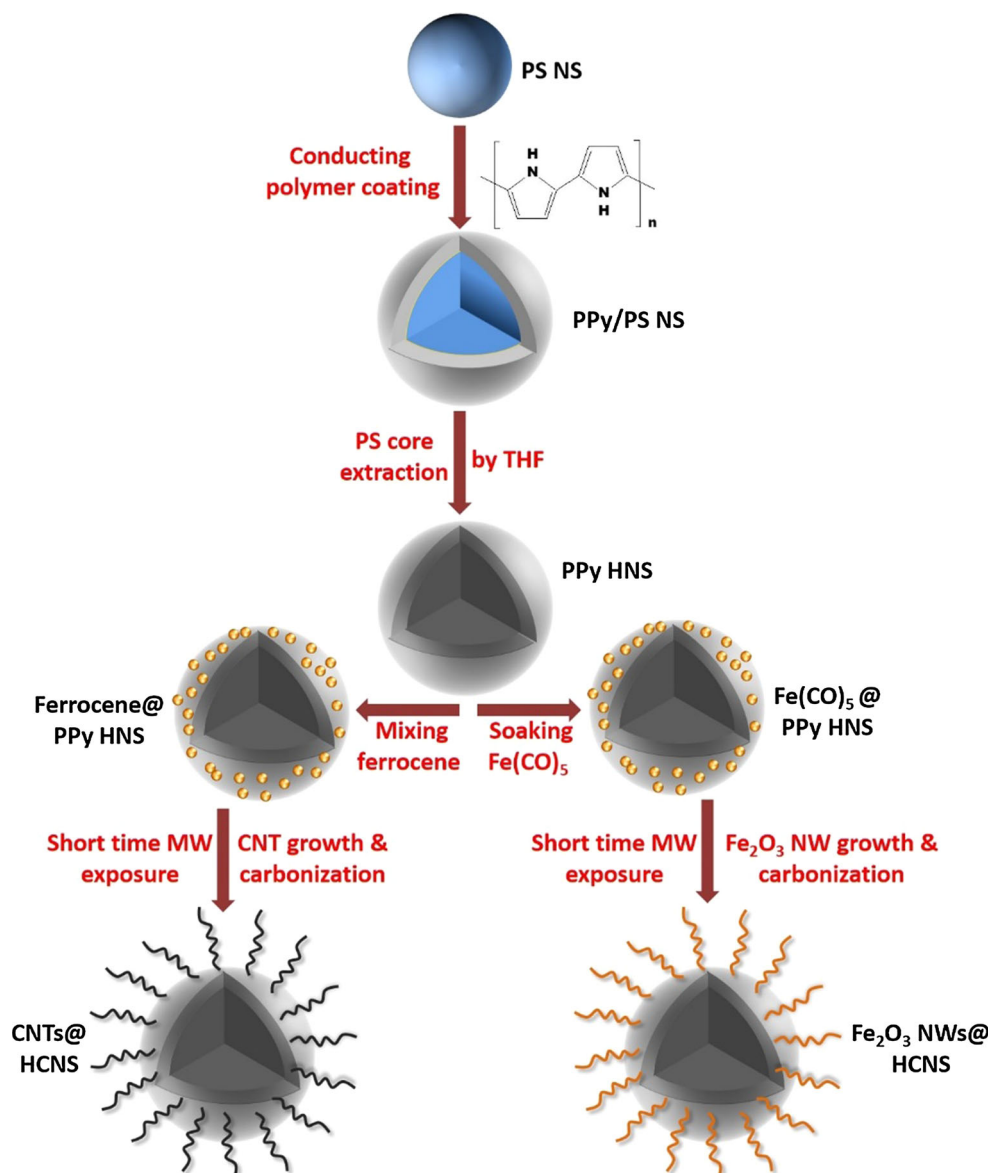 PS NS
Conducting
polymer coating
H
N
N
H
n
PPy/PS NS
PS core
extraction
by THF
PPy HNS
Ferrocene@
PPy HNS
Mixing
ferrocene
Soaking
Fe(CO)₅
Fe(CO)₅ @
PPy HNS
Short time MW
exposure
CNT growth &
carbonization
Short time MW
exposure
Fe₂O₃ NW growth &
carbonization
CNTs@
HCNS
Fe₂O₃ NWs@
HCNS